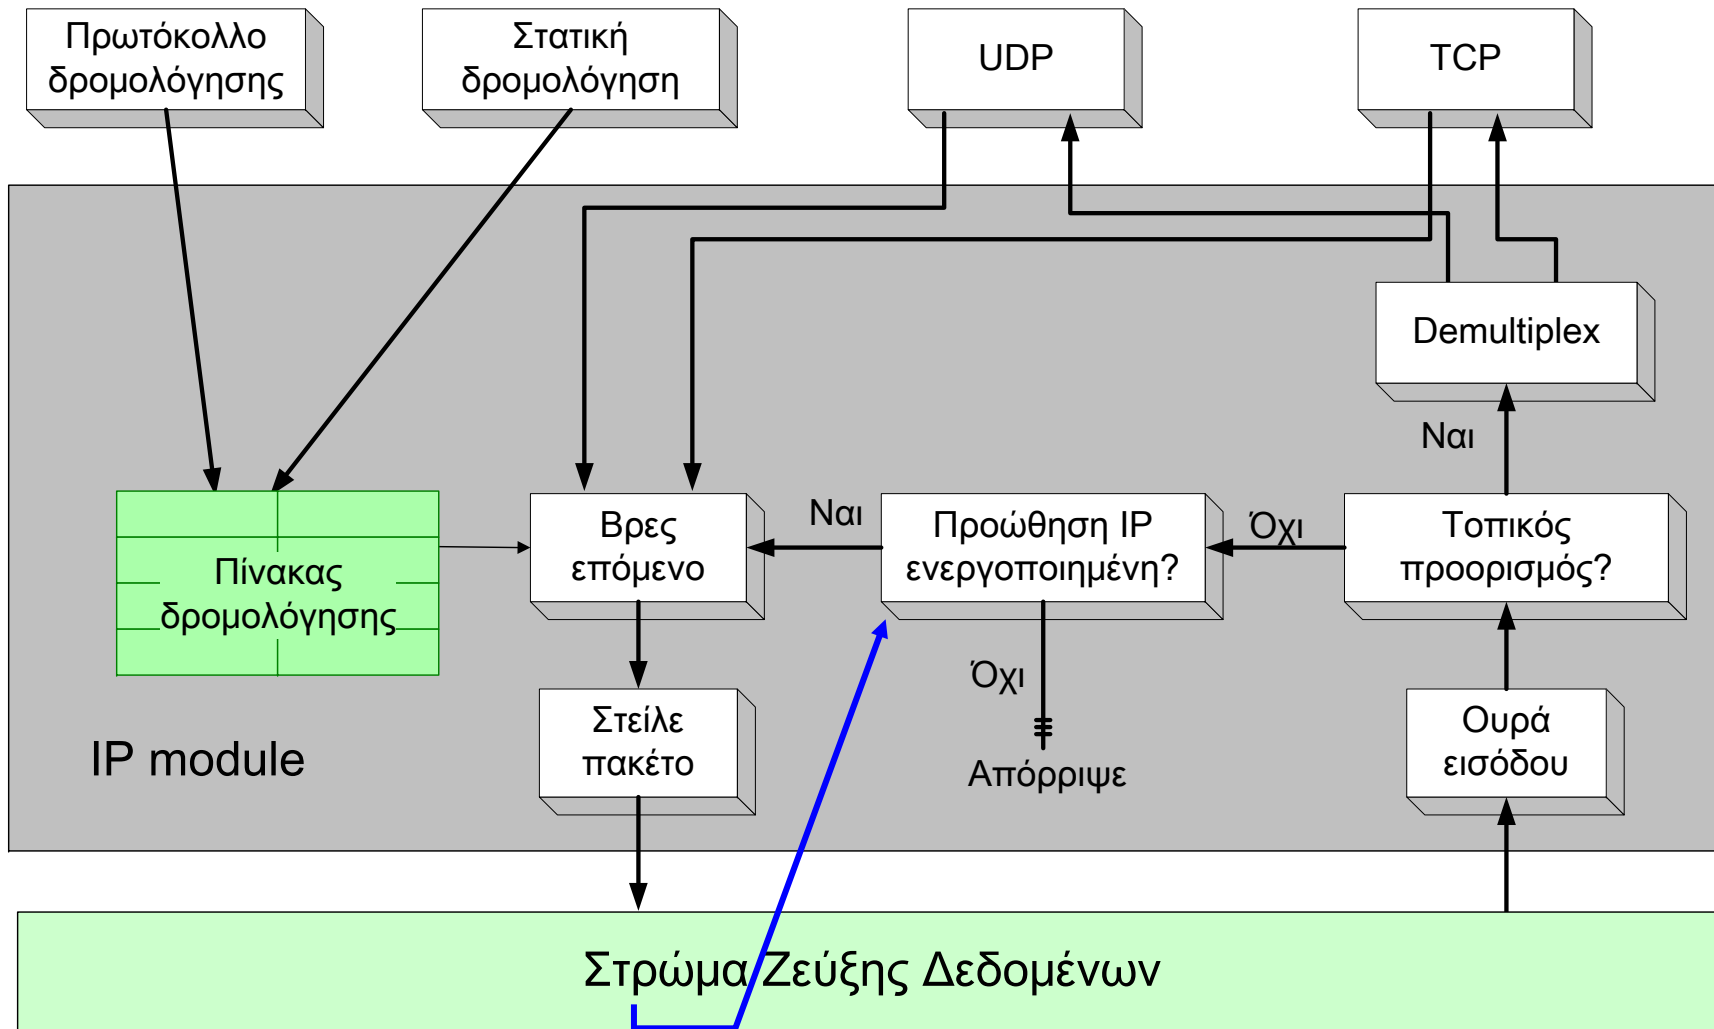 Πρωτόκολλο
δρομολόγησης
Στατική
δρομολόγηση
UDP
TCP
Demultiplex
Ναι
Βρες
επόμενο
Ναι
Προώθηση IP
ενεργοποιημένη?
Όχι
Τοπικός
προορισμός?
Πίνακας
δρομολόγησης
Όχι
Στείλε
πακέτο
Ουρά
εισόδου
IP module
Απόρριψε
Στρώμα Ζεύξης Δεδομένων